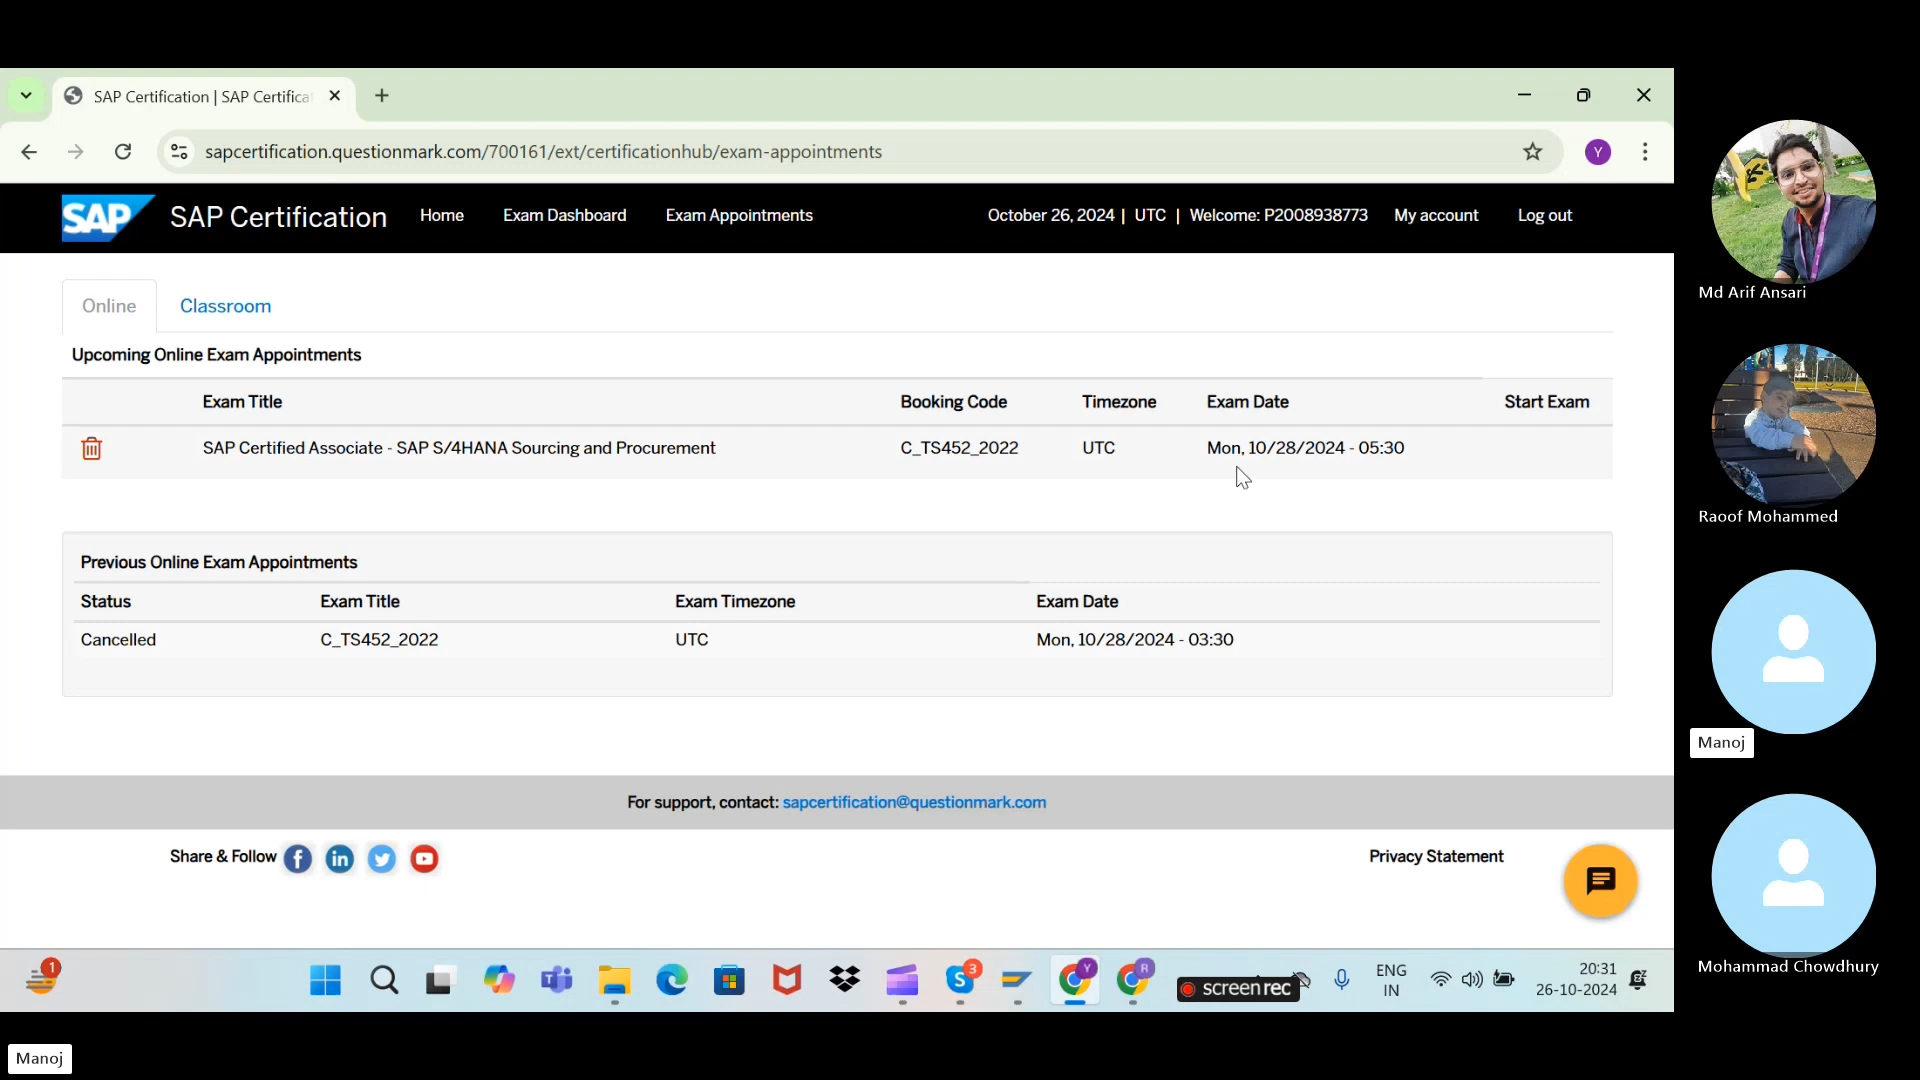 SAP Certification | SAP Certifica
sapcertification.questionmark.com/700161/ext/certificationhub/exam-appointments
Y
SAP SAP Certification Home Exam Dashboard Exam Appointments October 26, 2024 | UTC | Welcome: P2008938773 My account Log out
Online Classroom
Upcoming Online Exam Appointments
Exam Title Booking Code Timezone Exam Date Start Exam
SAP Certified Associate - SAP S/4HANA Sourcing and Procurement C_TS452_2022 UTC Mon, 10/28/2024 - 05:30
Previous Online Exam Appointments
Status Exam Title Exam Timezone Exam Date
Cancelled C_TS452_2022 UTC Mon, 10/28/2024 - 03:30
For support, contact: sapcertification@questionmark.com
Share & Follow f in Privacy Statement
1 T S 3 Y R screenrec ENG IN 20:31 26-10-2024
Md Arif Ansari
Raoof Mohammed
Manoj
Mohammad Chowdhury
Manoj